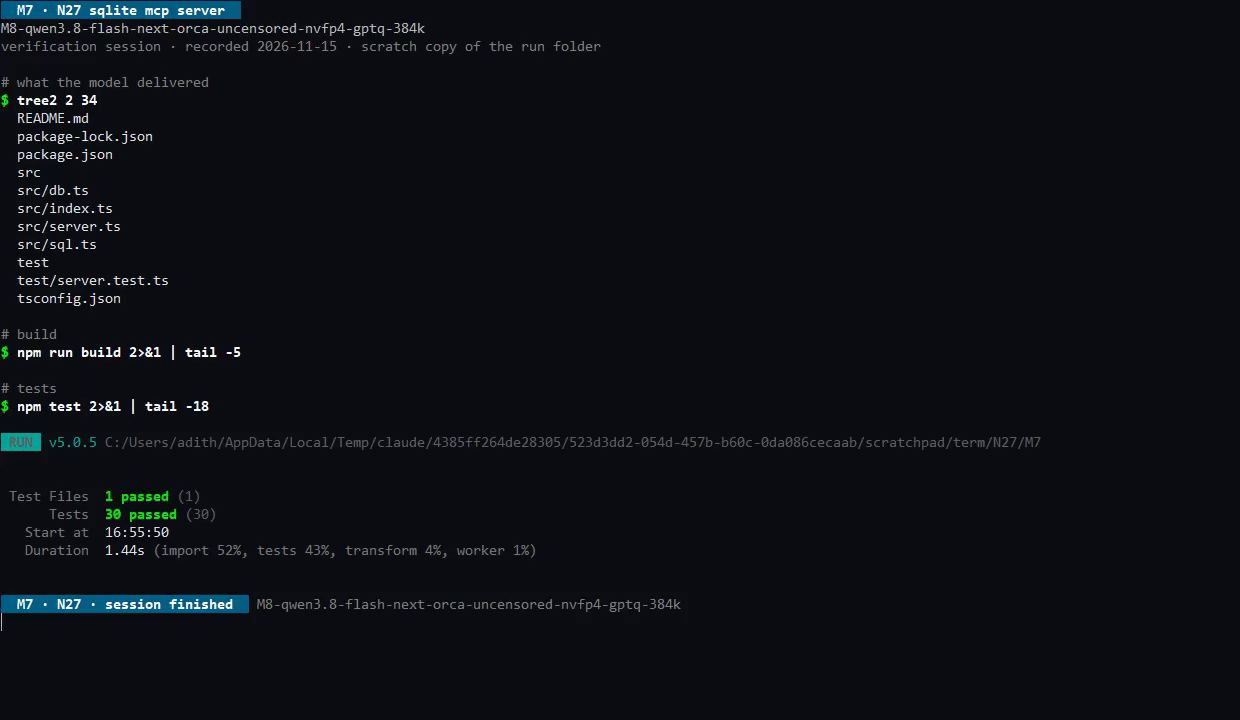 M7 · N27 sqlite mcp server
M8-qwen3.8-flash-next-orca-uncensored-nvfp4-gptq-384k
verification session · recorded 2026-11-15 · scratch copy of the run folder
# what the model delivered
$ tree2 2 34
README.md
package-lock.json
package.json
src
src/db.ts
src/index.ts
src/server.ts
src/sql.ts
test
test/server.test.ts
tsconfig.json
# build
$ npm run build 2>&1 | tail -5
# tests
$ npm test 2>&1 | tail -18
RUN v5.0.5 C:/Users/adith/AppData/Local/Temp/claude/4385ff264de28305/523d3dd2-054d-457b-b60c-0da086cecaab/scratchpad/term/N27/M7
Test Files 1 passed (1)
Tests 30 passed (30)
Start at 16:55:50
Duration 1.44s (import 52%, tests 43%, transform 4%, worker 1%)
M7 · N27 · session finished M8-qwen3.8-flash-next-orca-uncensored-nvfp4-gptq-384k